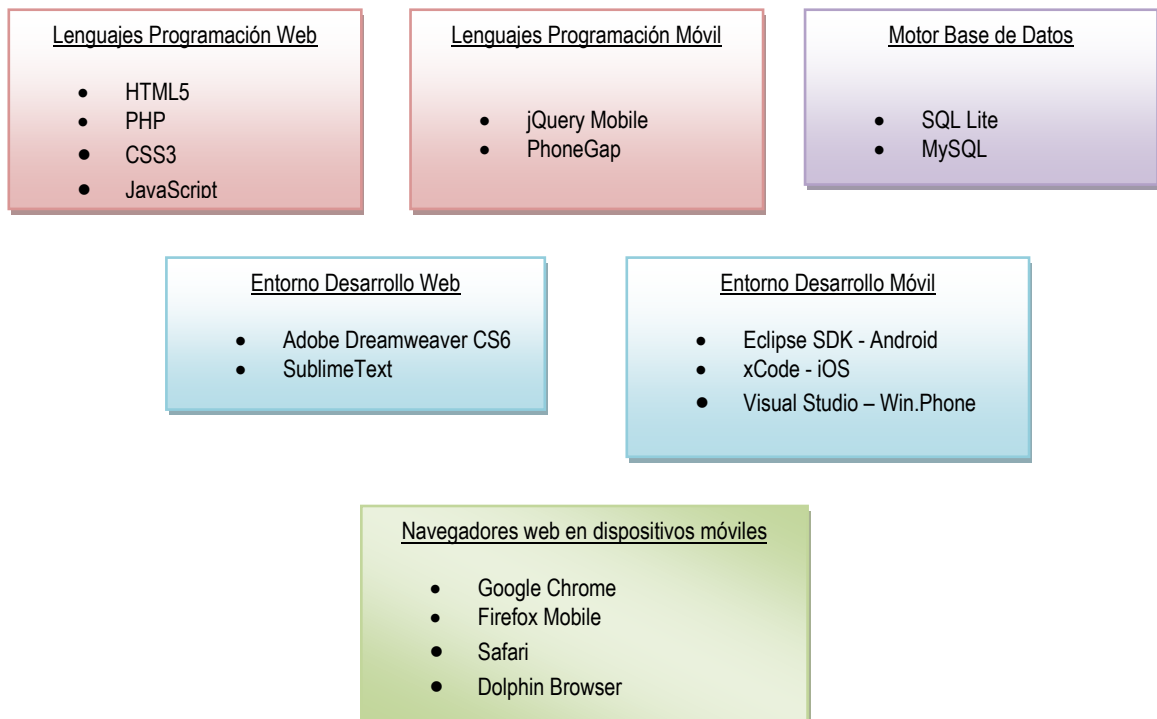 Lenguajes Programación Web
• HTML5
• PHP
• CSS3
• JavaScript
Lenguajes Programación Móvil
• jQuery Mobile
• PhoneGap
Motor Base de Datos
• SQL Lite
• MySQL
Entorno Desarrollo Web
• Adobe Dreamweaver CS6
• SublimeText
Entorno Desarrollo Móvil
• Eclipse SDK - Android
• xCode - iOS
• Visual Studio – Win.Phone
Navegadores web en dispositivos móviles
• Google Chrome
• Firefox Mobile
• Safari
• Dolphin Browser